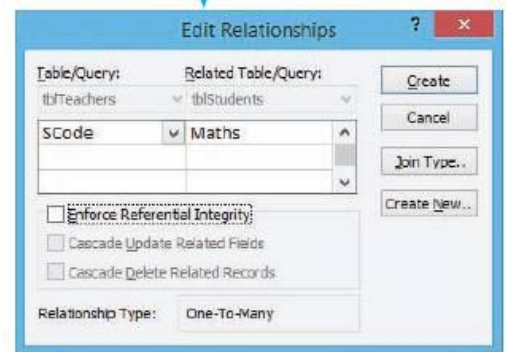 Edit Relationships ? ×
Table/Query: Related Table/Query:
tblTeachers tblStudents
SCode Maths
Enforce Referential Integrity
Cascade Update Related Fields
Cascade Delete Related Records
Relationship Type: One-To-Many
Create
Cancel
Join Type..
Create New..